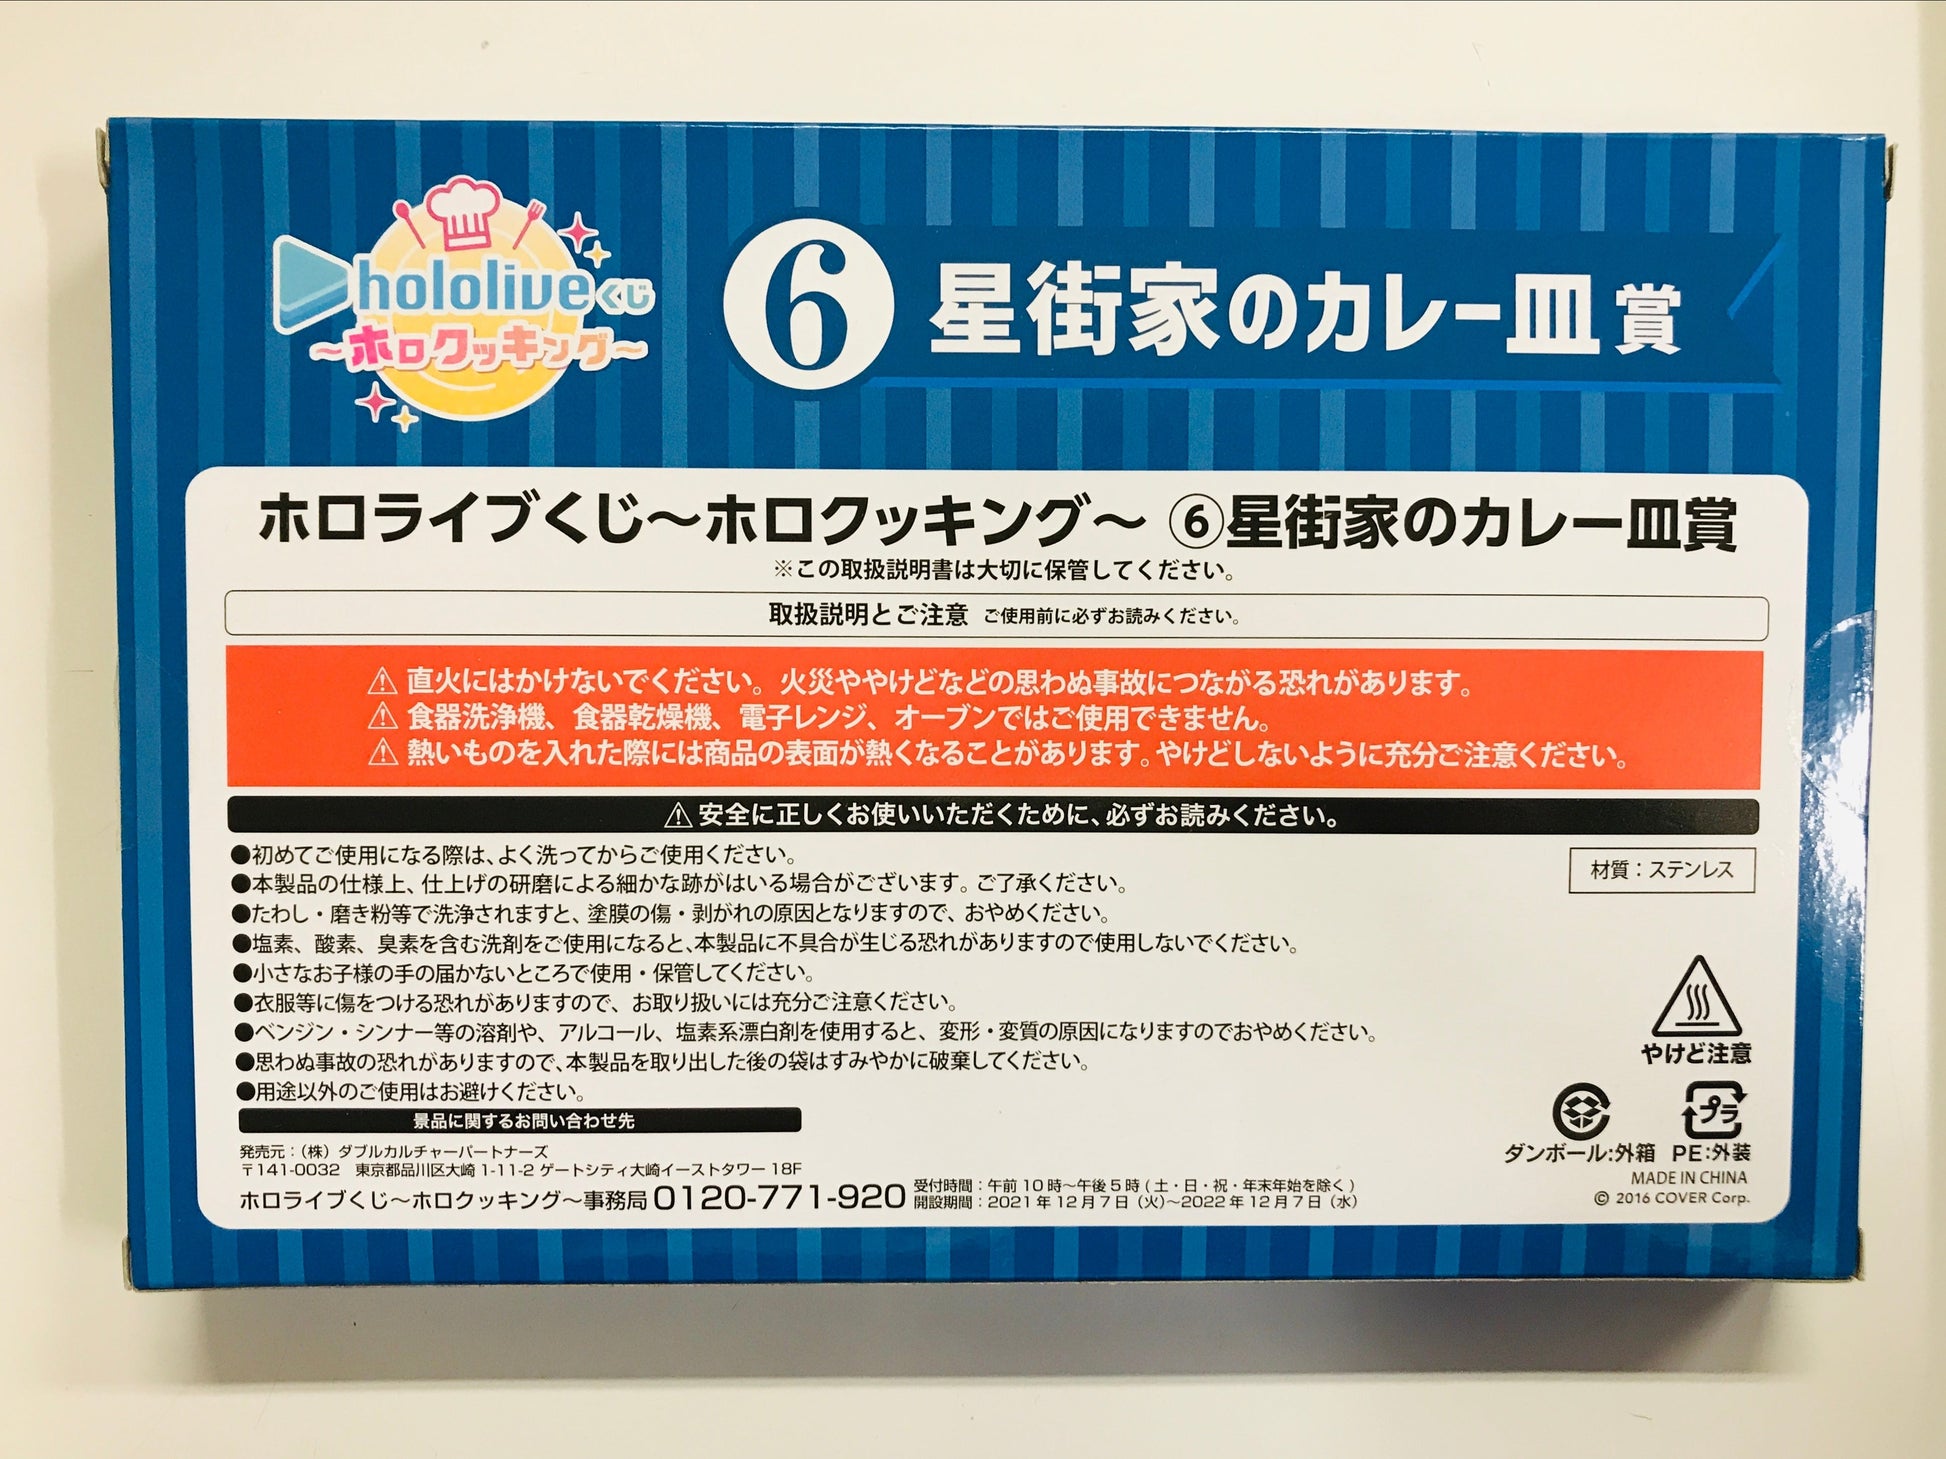 hololiveくじ
～ホロクッキング～
6 星街家のカレー皿 賞
ホロライブくじ～ホロクッキング～ ⑥星街家のカレー皿賞
※この取扱説明書は大切に保管してください。
取扱説明とご注意 ご使用前に必ずお読みください。
⚠ 直火にはかけないでください。火災ややけどなどの思わぬ事故につながる恐れがあります。
⚠ 食器洗浄機、食器乾燥機、電子レンジ、オーブンではご使用できません。
⚠ 熱いものを入れた際には商品の表面が熱くなることがあります。やけどしないように充分ご注意ください。
⚠ 安全に正しくお使いいただくために、必ずお読みください。
●初めてご使用になる際は、よく洗ってからご使用ください。
●本製品の仕様上、仕上げの研磨による細かな跡がはいる場合がございます。ご了承ください。
●たわし・磨き粉等で洗浄されますと、塗膜の傷・剥がれの原因となりますので、おやめください。
●塩素、酸素、臭素を含む洗剤をご使用になると、本製品に不具合が生じる恐れがありますので使用しないでください。
●小さなお子様の手の届かないところで使用・保管してください。
●衣服等に傷をつける恐れがありますので、お取り扱いには充分ご注意ください。
●ベンジン・シンナー等の溶剤や、アルコール、塩素系漂白剤を使用すると、変形・変質の原因になりますのでおやめください。
●思わぬ事故の恐れがありますので、本製品を取り出した後の袋はすみやかに破棄してください。
●用途以外のご使用はお避けください。
材質：ステンレス
やけど注意
プラ
ダンボール:外箱 PE:外装
MADE IN CHINA
© 2016 COVER Corp.
景品に関するお問い合わせ先
発売元：（株）ダブルカルチャーパートナーズ
〒141-0032 東京都品川区大崎 1-11-2 ゲートシティ大崎イーストタワー 18F
ホロライブくじ～ホロクッキング～事務局 0120-771-920
受付時間：午前 10 時～午後 5 時 ( 土・日・祝・年末年始を除く )
開設期間：2021 年 12 月 7 日（火）～2022 年 12 月 7 日（水）